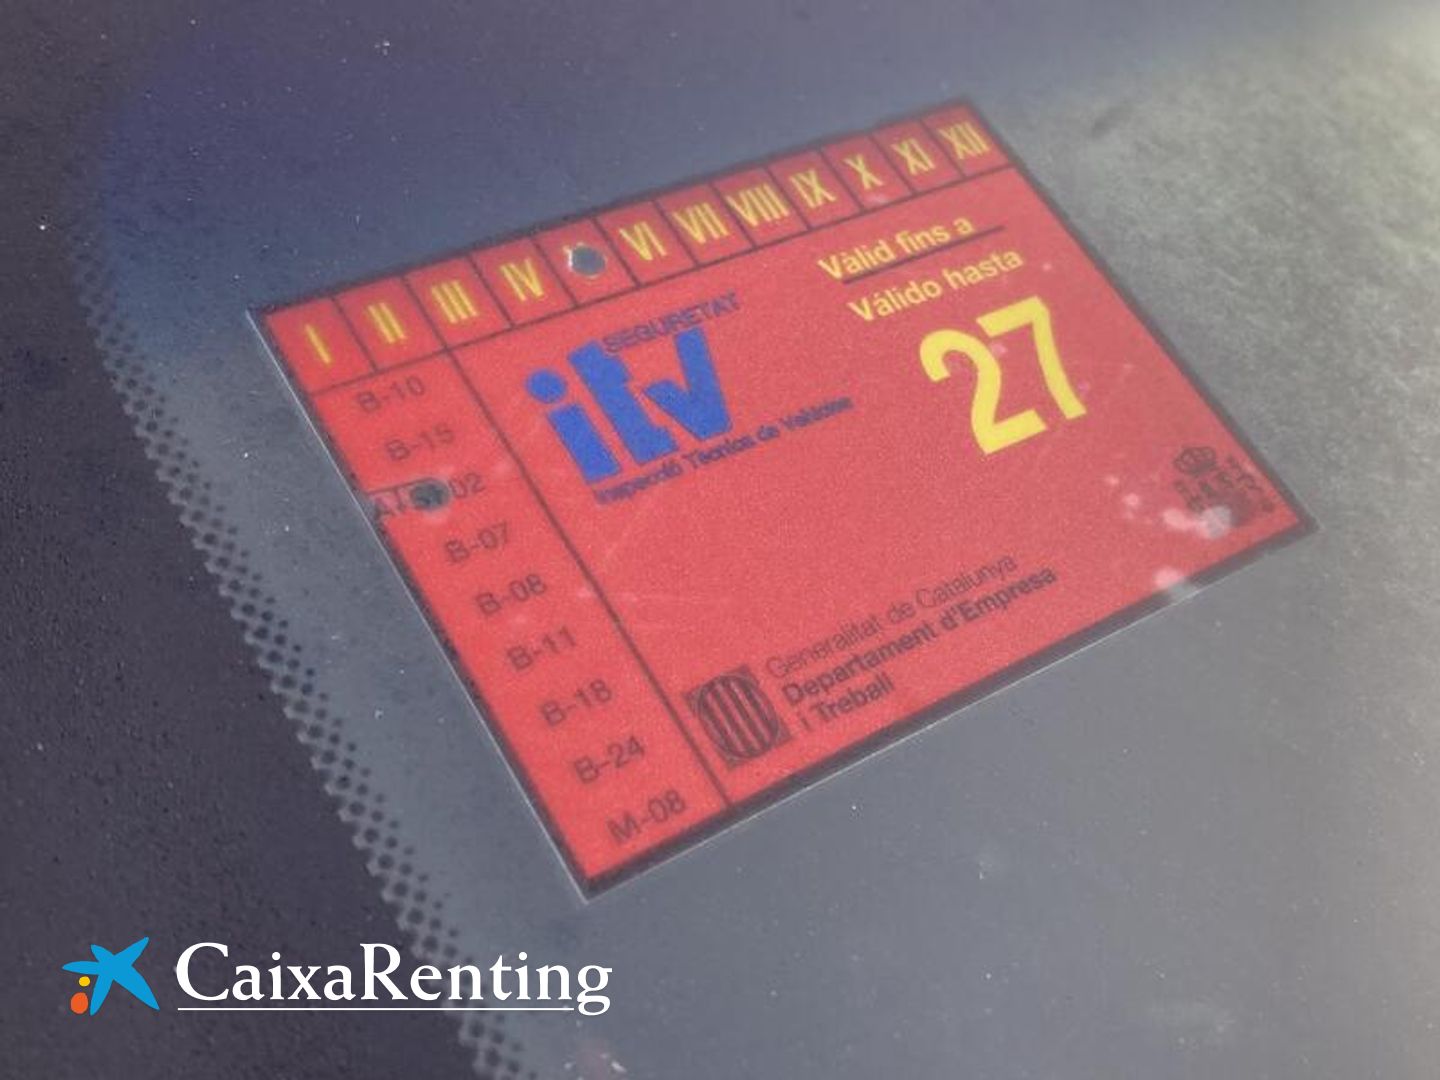 I II III IV VI VII VIII IX X XI XII
Vàlid fins a
Válido hasta
27
SEGURETAT
itv
Inspecció Tècnica de Vehicles
B-10
B-15
02
B-07
B-08
B-11
B-18
B-24
M-08
Generalitat de Catalunya
Departament d'Empresa
i Treball
CaixaRenting